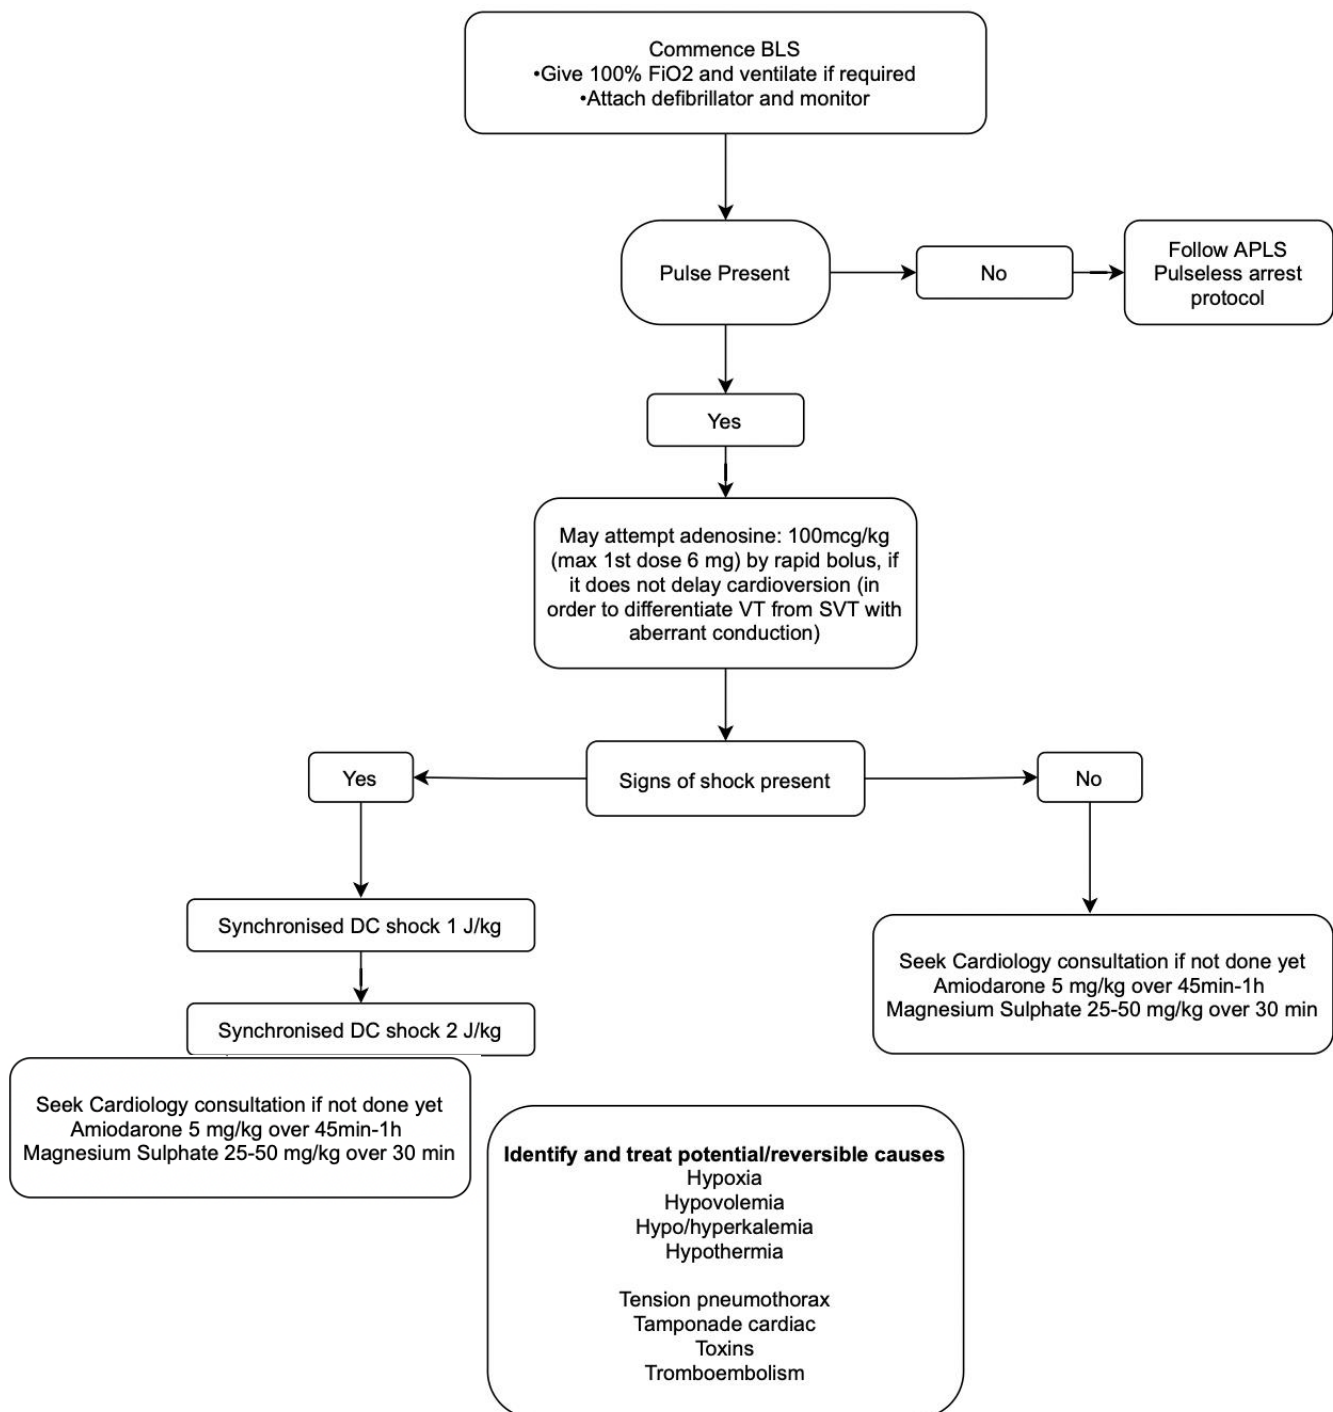 Commence BLS
•Give 100% FiO2 and ventilate if required
•Attach defibrillator and monitor
Pulse Present
No
Follow APLS
Pulseless arrest
protocol
Yes
May attempt adenosine: 100mcg/kg
(max 1st dose 6 mg) by rapid bolus, if
it does not delay cardioversion (in
order to differentiate VT from SVT with
aberrant conduction)
Yes
Signs of shock present
No
Synchronised DC shock 1 J/kg
Synchronised DC shock 2 J/kg
Seek Cardiology consultation if not done yet
Amiodarone 5 mg/kg over 45min-1h
Magnesium Sulphate 25-50 mg/kg over 30 min
Seek Cardiology consultation if not done yet
Amiodarone 5 mg/kg over 45min-1h
Magnesium Sulphate 25-50 mg/kg over 30 min
Identify and treat potential/reversible causes
Hypoxia
Hypovolemia
Hypo/hyperkalemia
Hypothermia
Tension pneumothorax
Tamponade cardiac
Toxins
Tromboembolism